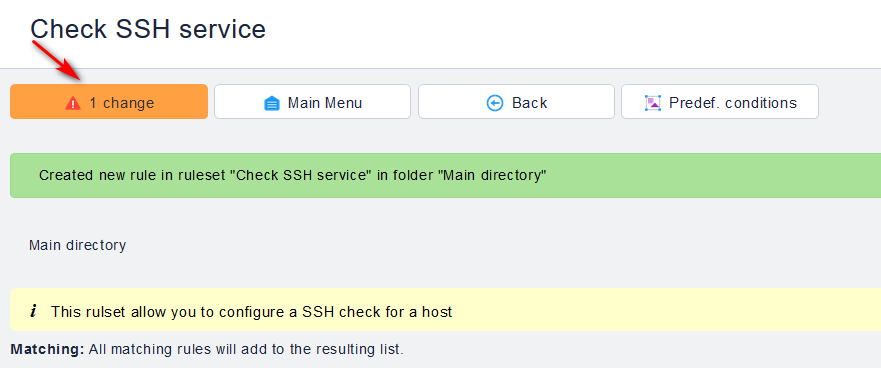 Check SSH service
1 change
Main Menu
Back
Predef. conditions
Created new rule in ruleset "Check SSH service" in folder "Main directory"
Main directory
i This rulset allow you to configure a SSH check for a host
Matching: All matching rules will add to the resulting list.